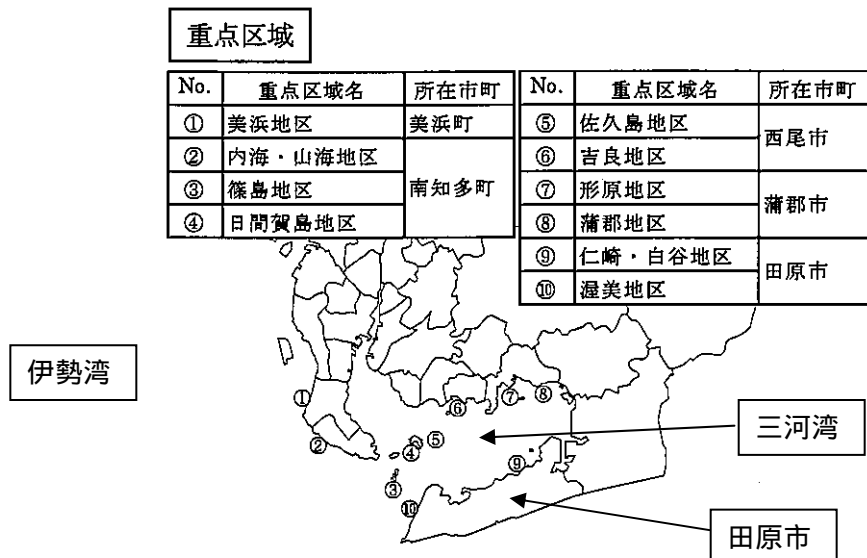 重点区域
No. 重点区域名 所在市町
① 美浜地区 美浜町
② 内海・山海地区 南知多町
③ 篠島地区
④ 日間賀島地区
No. 重点区域名 所在市町
⑤ 佐久島地区 西尾市
⑥ 吉良地区
⑦ 形原地区 蒲郡市
⑧ 蒲郡地区
⑨ 仁崎・白谷地区 田原市
⑩ 渥美地区
伊勢湾
①
②
③
④
⑤
⑥
⑦
⑧
⑨
⑩
三河湾
田原市